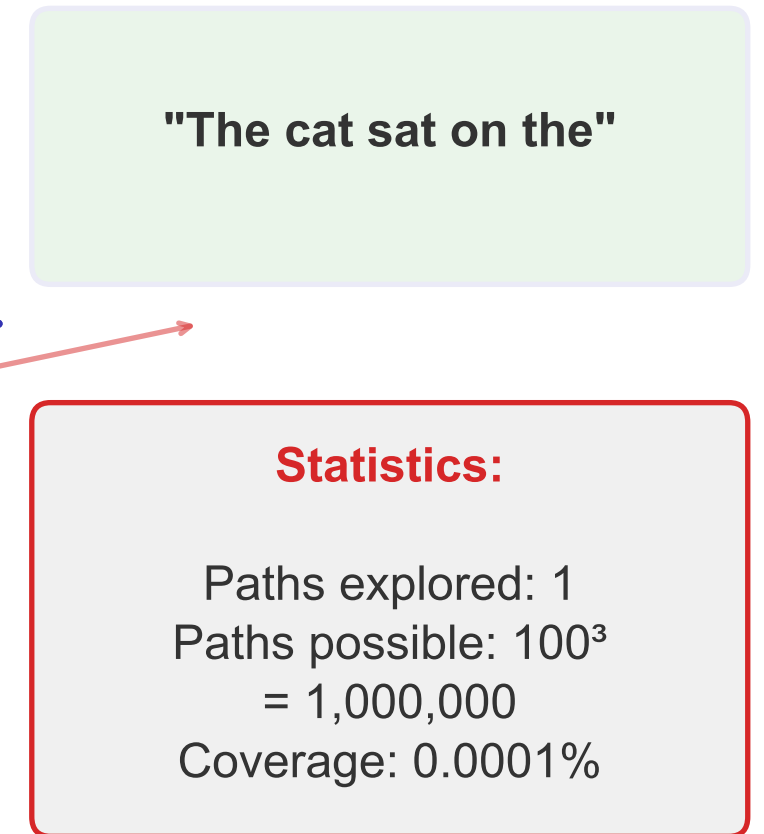 "The cat sat on the"
Statistics:
Paths explored: 1
Paths possible: 100³
= 1,000,000
Coverage: 0.0001%